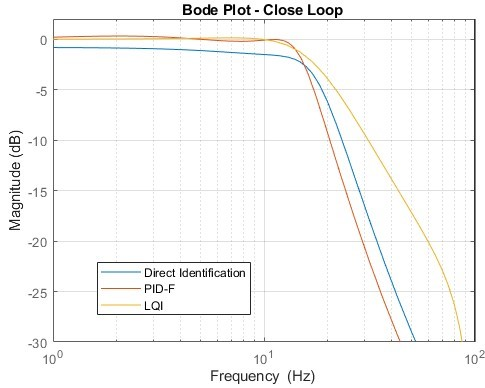 Bode Plot - Close Loop
Magnitude (dB)
0
-5
-10
-15
-20
-25
-30
Direct Identification
PID-F
LQI
10^0
10^1
10^2
Frequency (Hz)